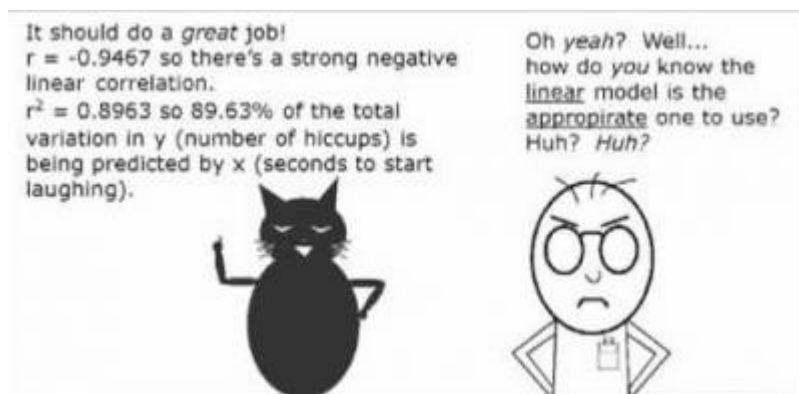 It should do a great job!
r = -0.9467 so there's a strong negative
linear correlation.
r² = 0.8963 so 89.63% of the total
variation in y (number of hiccups) is
being predicted by x (seconds to start
laughing).
Oh yeah? Well...
how do you know the
linear model is the
appropirate one to use?
Huh? Huh?